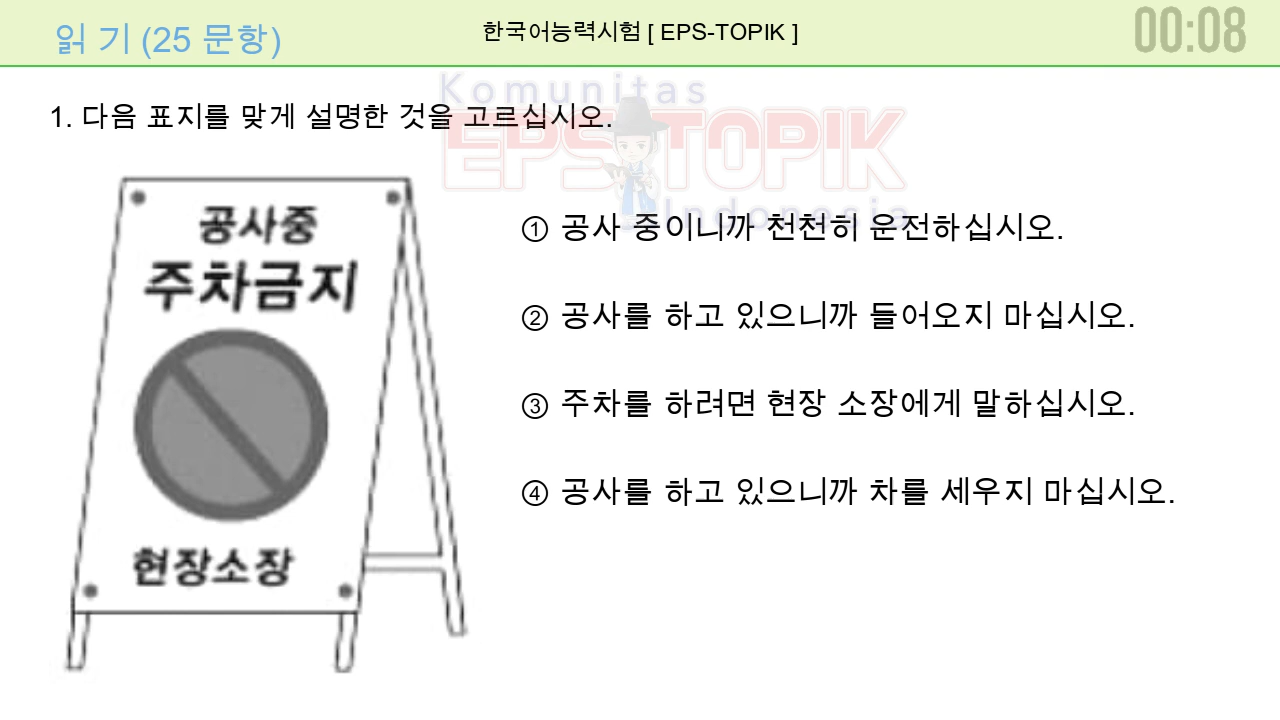 읽 기 (25 문항)
한국어능력시험 [ EPS-TOPIK ]
00:08
Komunitas
EPS TOPIK
Indonesia
1. 다음 표지를 맞게 설명한 것을 고르십시오.
공사중
주차금지
현장소장
① 공사 중이니까 천천히 운전하십시오.
② 공사를 하고 있으니까 들어오지 마십시오.
③ 주차를 하려면 현장 소장에게 말하십시오.
④ 공사를 하고 있으니까 차를 세우지 마십시오.